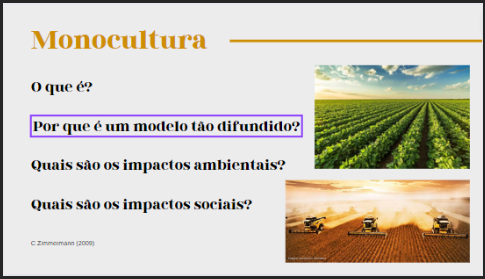 Monocultura
O que é?
Por que é um modelo tão difundido?
Quais são os impactos ambientais?
Quais são os impactos sociais?
C Zimmermann (2009)